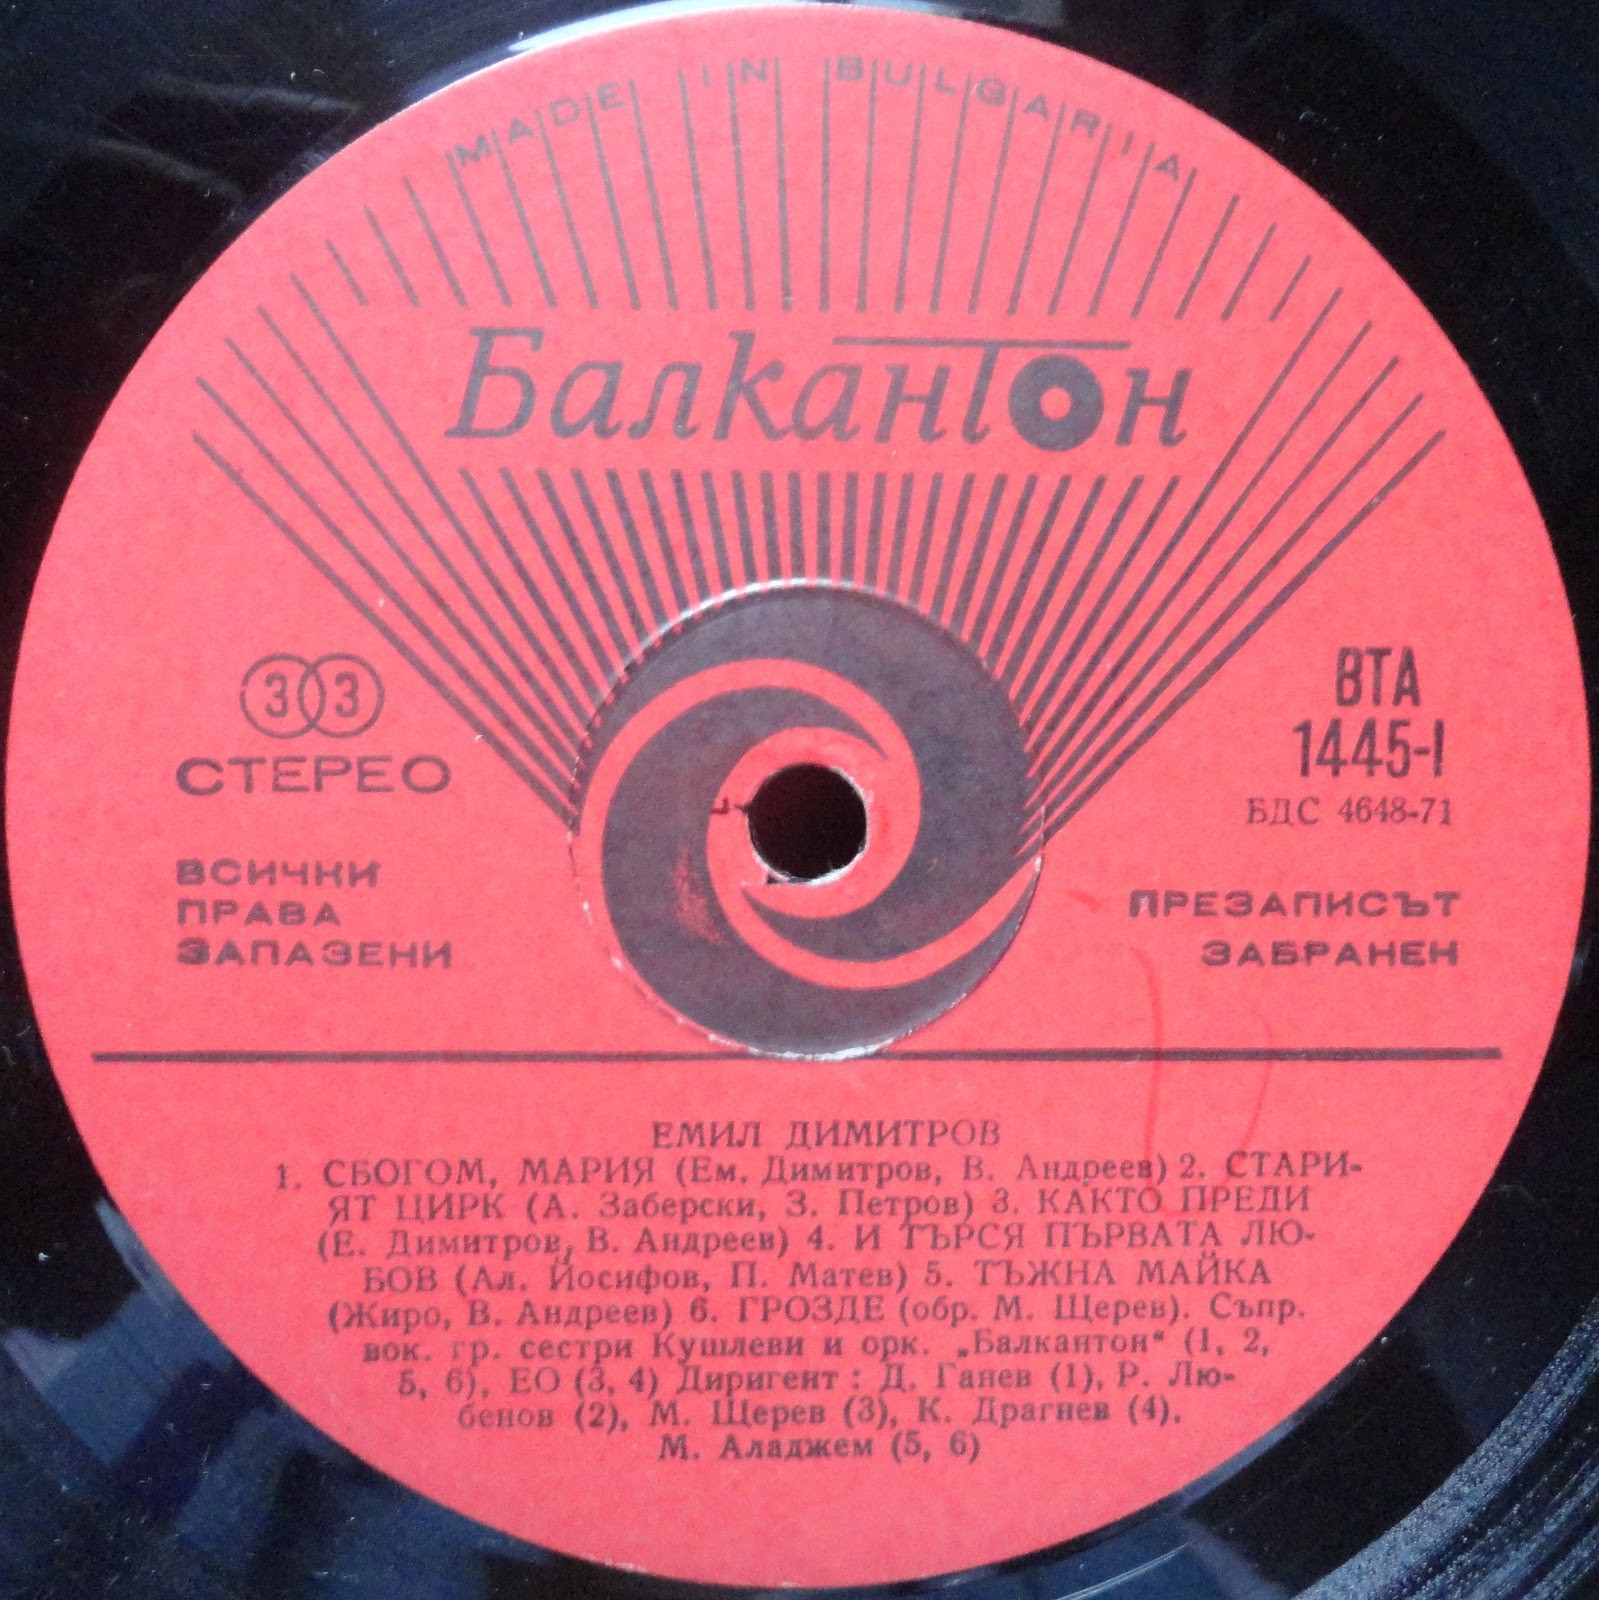 MADE IN BULGARIA
Балкантон
33
СТЕРЕО
ВСИЧКИ
ПРАВА
ЗАПАЗЕНИ
ВТА
1445-I
БДС 4648-71
ПРЕЗАПИСЪТ
ЗАБРАНЕН
ЕМИЛ ДИМИТРОВ
1. СБОГОМ, МАРИЯ (Ем. Димитров, В. Андреев) 2. СТАРИ-
ЯТ ЦИРК (А. Заберски, З. Петров) 3. КАКТО ПРЕДИ
(Е. Димитров, В. Андреев) 4. И ТЪРСЯ ПЪРВАТА ЛЮ-
БОВ (Ал. Йосифов, П. Матев) 5. ТЪЖНА МАЙКА
(Жиро, В. Андреев) 6. ГРОЗДЕ (обр. М. Щерев). Съпр.
вок. гр. сестри Кушлеви и орк. „Балкантон“ (1, 2,
5, 6), ЕО (3, 4) Диригент : Д. Ганев (1), Р. Лю-
бенов (2), М. Щерев (3), К. Драгнев (4),
М. Аладжем (5, 6)